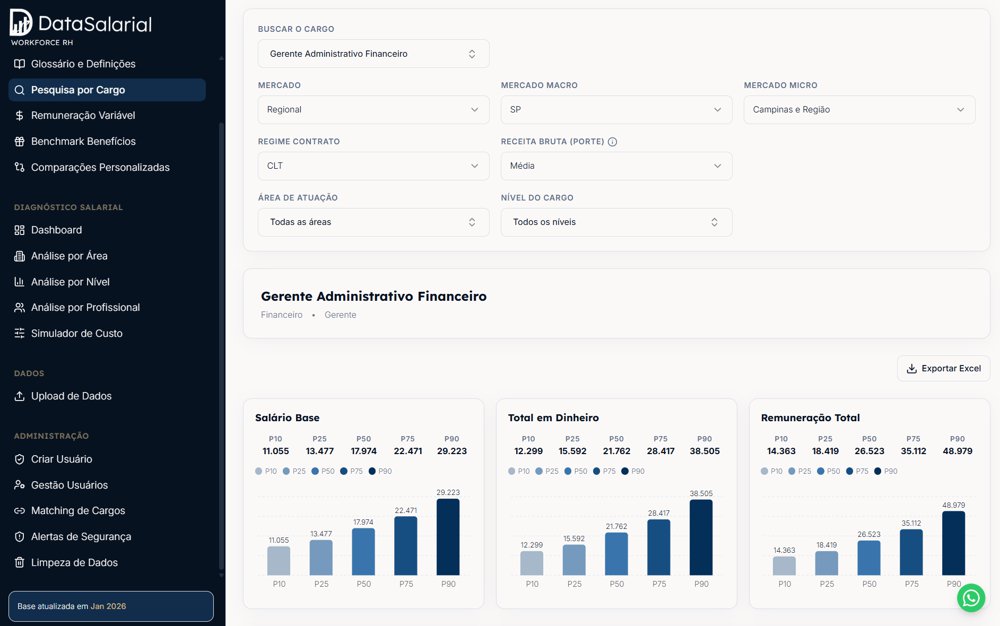 DataSalarial
WORKFORCE RH
Glossário e Definições
Pesquisa por Cargo
Remuneração Variável
Benchmark Benefícios
Comparações Personalizadas
DIAGNÓSTICO SALARIAL
Dashboard
Análise por Área
Análise por Nível
Análise por Profissional
Simulador de Custo
DADOS
Upload de Dados
ADMINISTRAÇÃO
Criar Usuário
Gestão Usuários
Matching de Cargos
Alertas de Segurança
Limpeza de Dados
Base atualizada em Jan 2026
BUSCAR O CARGO
Gerente Administrativo Financeiro
MERCADO MERCADO MACRO MERCADO MICRO
Regional SP Campinas e Região
REGIME CONTRATO RECEITA BRUTA (PORTE)
CLT Média
ÁREA DE ATUAÇÃO NÍVEL DO CARGO
Todas as áreas Todos os níveis
Gerente Administrativo Financeiro
Financeiro • Gerente
Exportar Excel
Salário Base
P10 P25 P50 P75 P90
11.055 13.477 17.974 22.471 29.223
P10 P25 P50 P75 P90
29.223
22.471
17.974
13.477
11.055
P10 P25 P50 P75 P90
Total em Dinheiro
P10 P25 P50 P75 P90
12.299 15.592 21.762 28.417 38.505
P10 P25 P50 P75 P90
38.505
28.417
21.762
15.592
12.299
P10 P25 P50 P75 P90
Remuneração Total
P10 P25 P50 P75 P90
14.363 18.419 26.523 35.112 48.979
P10 P25 P50 P75 P90
48.979
35.112
26.523
18.419
14.363
P10 P25 P50 P75 P90